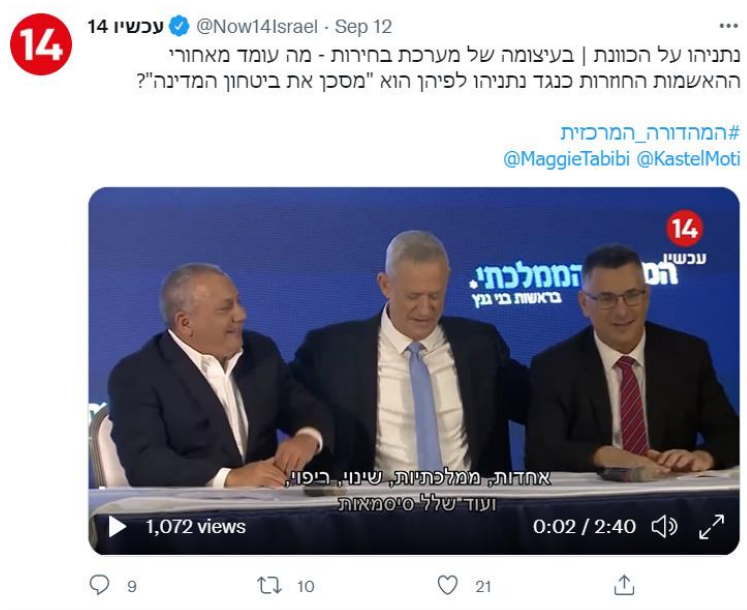 14
עכשיו 14 @Now14Israel · Sep 12
נתניהו על הכוונת | בעיצומה של מערכת בחירות - מה עומד מאחורי
ההאשמות החוזרות כנגד נתניהו לפיהן הוא "מסכן את ביטחון המדינה"?
#המהדורה_המרכזית
@MaggieTabibi @KastelMoti
14
עכשיו
הממלכתי.
בראשות בני גנץ
אחדות, ממלכתיות, שינוי, ריפוי,
ועוד שלל סיסמאות
1,072 views
0:02 / 2:40
9
10
21